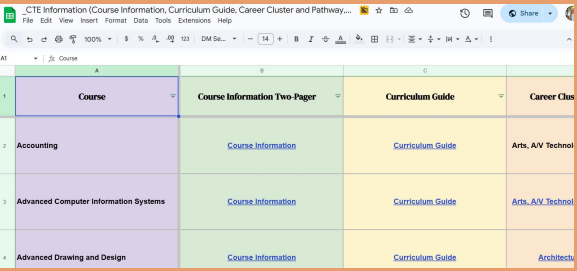 _CTE Information (Course Information, Curriculum Guide, Career Cluster and Pathway,...
File Edit View Insert Format Data Tools Extensions Help
Share
100% $ % .0 .00 123 DM Se... - 14 + B I A
A1 fx Course
A B C
1 Course Course Information Two-Pager Curriculum Guide Career Clus
2 Accounting Course Information Curriculum Guide Arts, A/V Technol
3 Advanced Computer Information Systems Course Information Curriculum Guide Arts, A/V Technol
4 Advanced Drawing and Design Course Information Curriculum Guide Architectu